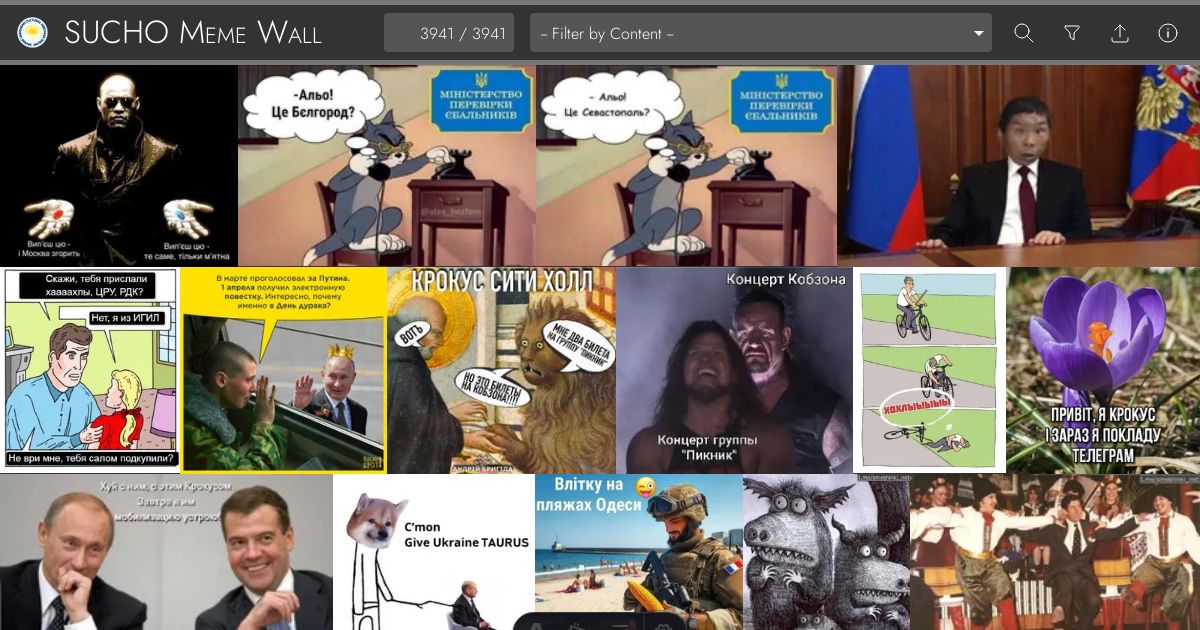 SUCHO MEME WALL
3941 / 3941
-- Filter by Content --
Вип'єш цю -
і Москва згорить
Вип'єш цю -
те саме, тільки м'ятна
-Альо!
Це Бєлгород?
МІНІСТЕРСТВО
ПЕРЕВІРКИ
ЄБАЛЬНИКІВ
@alex_bezfam
- Альо!
Це Севастополь?
МІНІСТЕРСТВО
ПЕРЕВІРКИ
ЄБАЛЬНИКІВ
Скажи, тебя прислали
хааааxлы, ЦРУ, РДК?
Нет, я из ИГИЛ
Не ври мне, тебя салом подкупили?
В марте проголосовал за Путина.
1 апреля получил электронную
повестку. Интересно, почему
именно в День дурака?
КРОКУС СИТИ ХОЛЛ
ВОТЬ
МНЕ ДВА БИЛЕТА
НА ГРУППУ "ПИКНИК"
НО ЭТО БИЛЕТЫ
НА КОБЗОНА!!!
АНДРІЙ БРИГІДА
Концерт Кобзона
Концерт группы
"Пикник"
ХОХЛЫЫЫЫЫ!
ПРИВІТ, Я КРОКУС
І ЗАРАЗ Я ПОКЛАДУ
ТЕЛЕГРАМ
Хуй с ним, с этим Крокусом.
Завтра я им
мобилизацию устрою!
C'mon
Give Ukraine TAURUS
Влітку на
пляжах Одеси